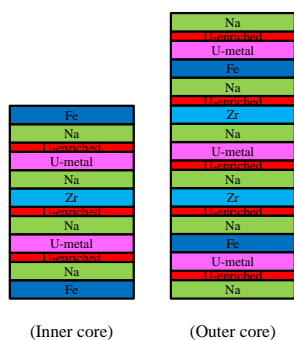 Fe
Na
U-enriched
U-metal
Na
Zr
U-enriched
Na
U-metal
U-enriched
Na
Fe
(Inner core)
Na
U-enriched
U-metal
Fe
Na
U-enriched
Zr
Na
U-metal
U-enriched
Na
Zr
U-enriched
Na
Fe
U-metal
U-enriched
Na
(Outer core)